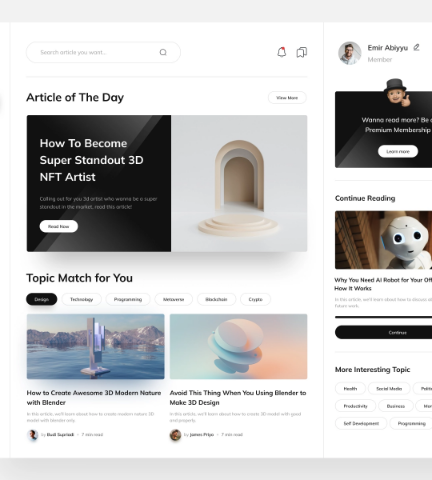 Search article you want...
Emir Abiyyu
Member
Article of The Day
View More
How To Become
Super Standout 3D
NFT Artist
Calling out for you 3d artist who wanna be a super
standout in the market, read this article!
Read Now
Wanna read more? Be a
Premium Membership
Learn more
Continue Reading
Why You Need AI Robot for Your Off
How It Works
In this article, we'll learn about how to discuss ab
future work.
Continue
Topic Match for You
Design
Technology
Programming
Metaverse
Blockchain
Crypto
How to Create Awesome 3D Modern Nature
with Blender
In this article, we'll learn about how to create modern nature 3D
model with blender only.
by Budi Supriadi • 7 min read
Avoid This Thing When You Using Blender to
Make 3D Design
In this article, we'll learn about how to create 3D model with good
and properly.
by James Pripo • 7 min read
More Interesting Topic
Health
Social Media
Politi
Productivity
Business
Self Development
Programming